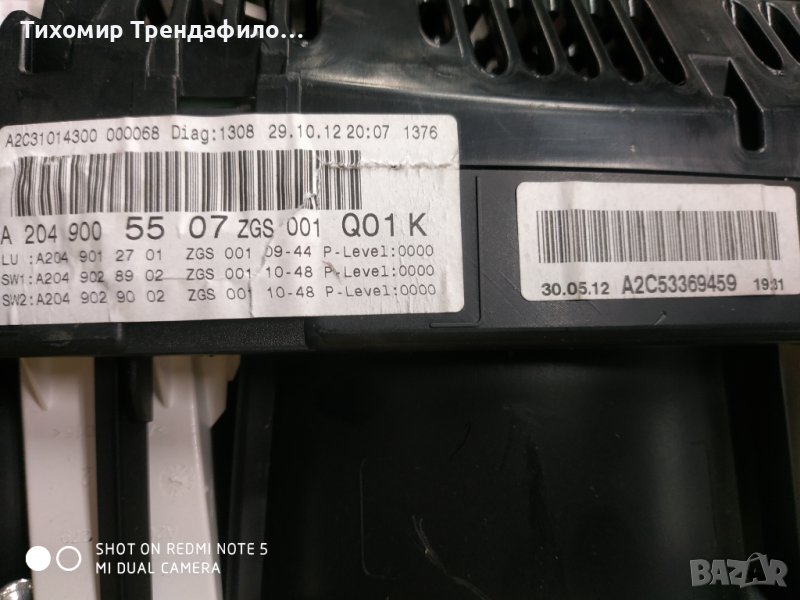 Тихомир Трендафило...
A2C31014300 000068 Diag:1308 29.10.12 20:07 1376
A 204 900 55 07 ZGS 001 Q01 K
LU :A204 901 27 01 ZGS 001 09-44 P-Level:0000
SW1:A204 902 89 02 ZGS 001 10-48 P-Level:0000
SW2:A204 902 90 02 ZGS 001 10-48 P-Level:0000
30.05.12 A2C53369459
SHOT ON REDMI NOTE 5
MI DUAL CAMERA
BAZAR